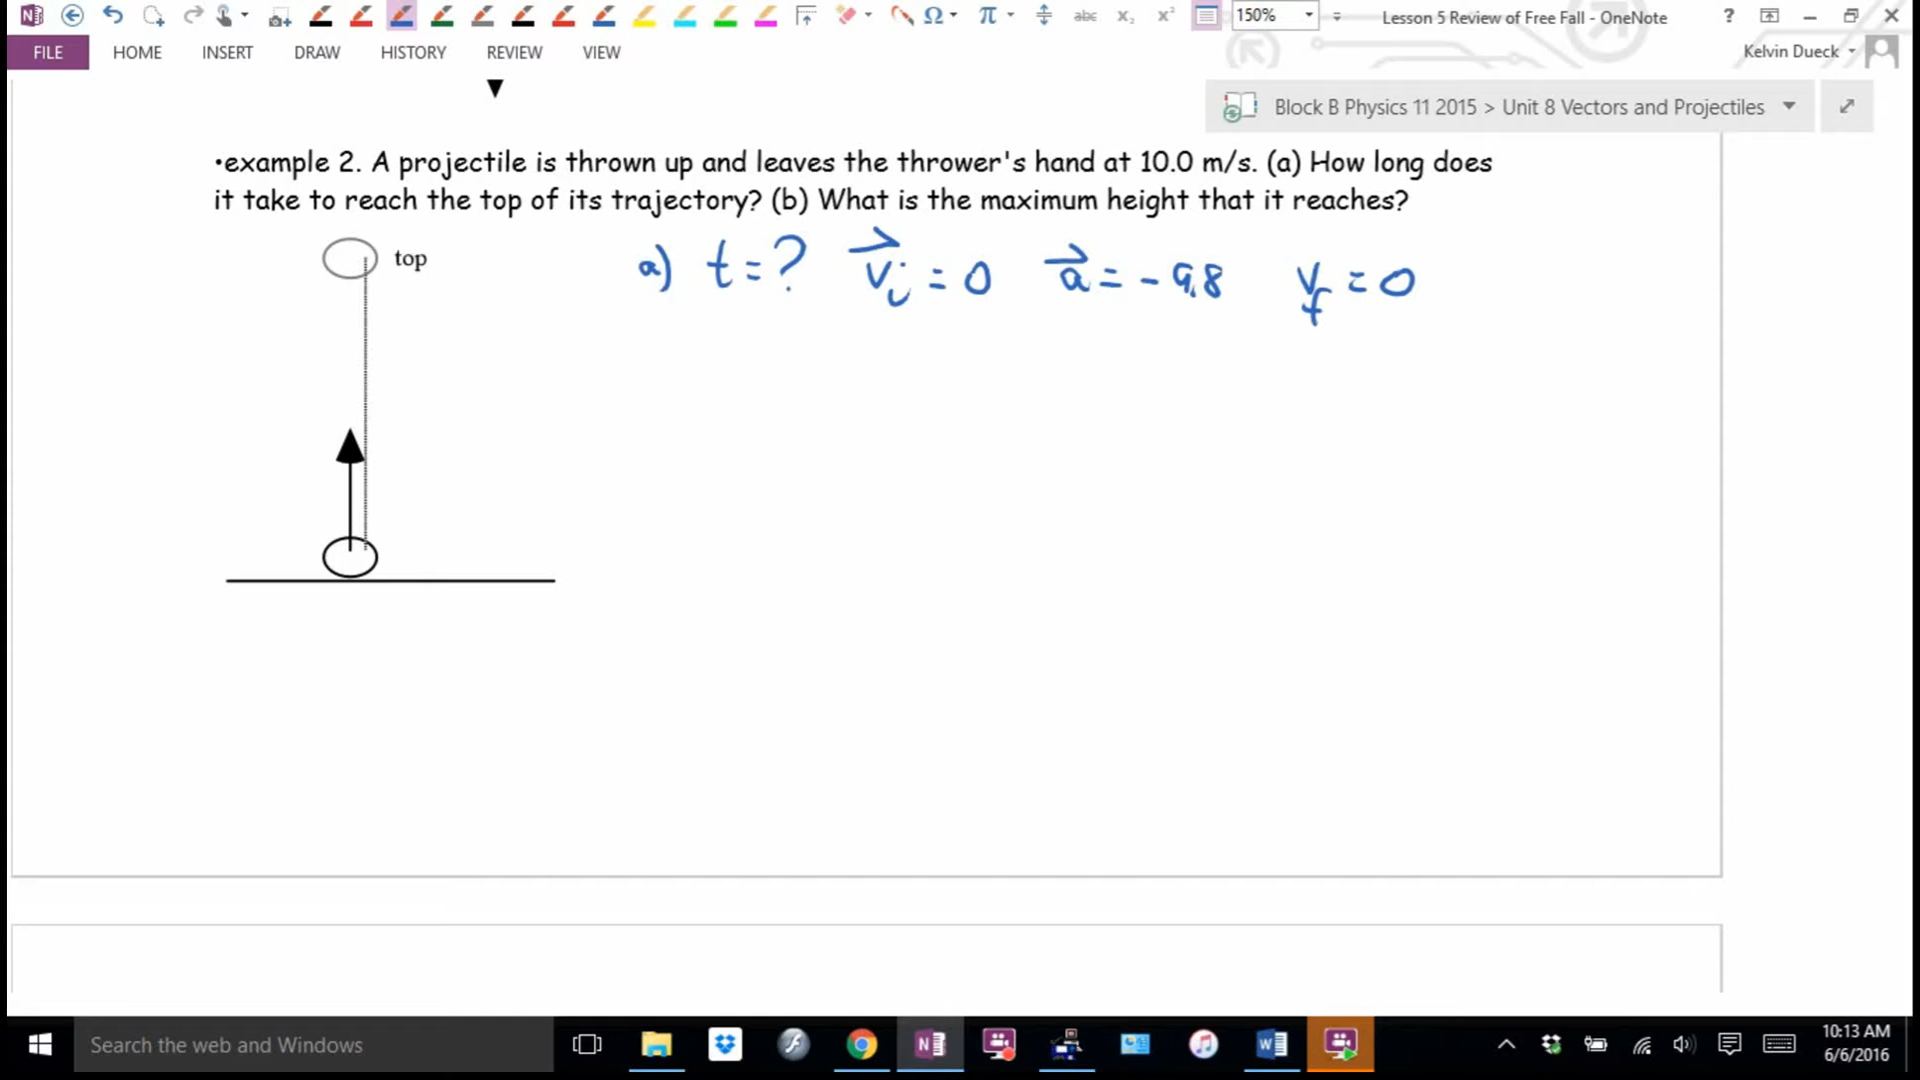 150%
Lesson 5 Review of Free Fall - OneNote
FILE HOME INSERT DRAW HISTORY REVIEW VIEW
Kelvin Dueck
Block B Physics 11 2015 > Unit 8 Vectors and Projectiles
•example 2. A projectile is thrown up and leaves the thrower's hand at 10.0 m/s. (a) How long does
it take to reach the top of its trajectory? (b) What is the maximum height that it reaches?
top
a) t = ? v⃗i = 0 a⃗ = - 9.8 vf = 0
Search the web and Windows
10:13 AM
6/6/2016